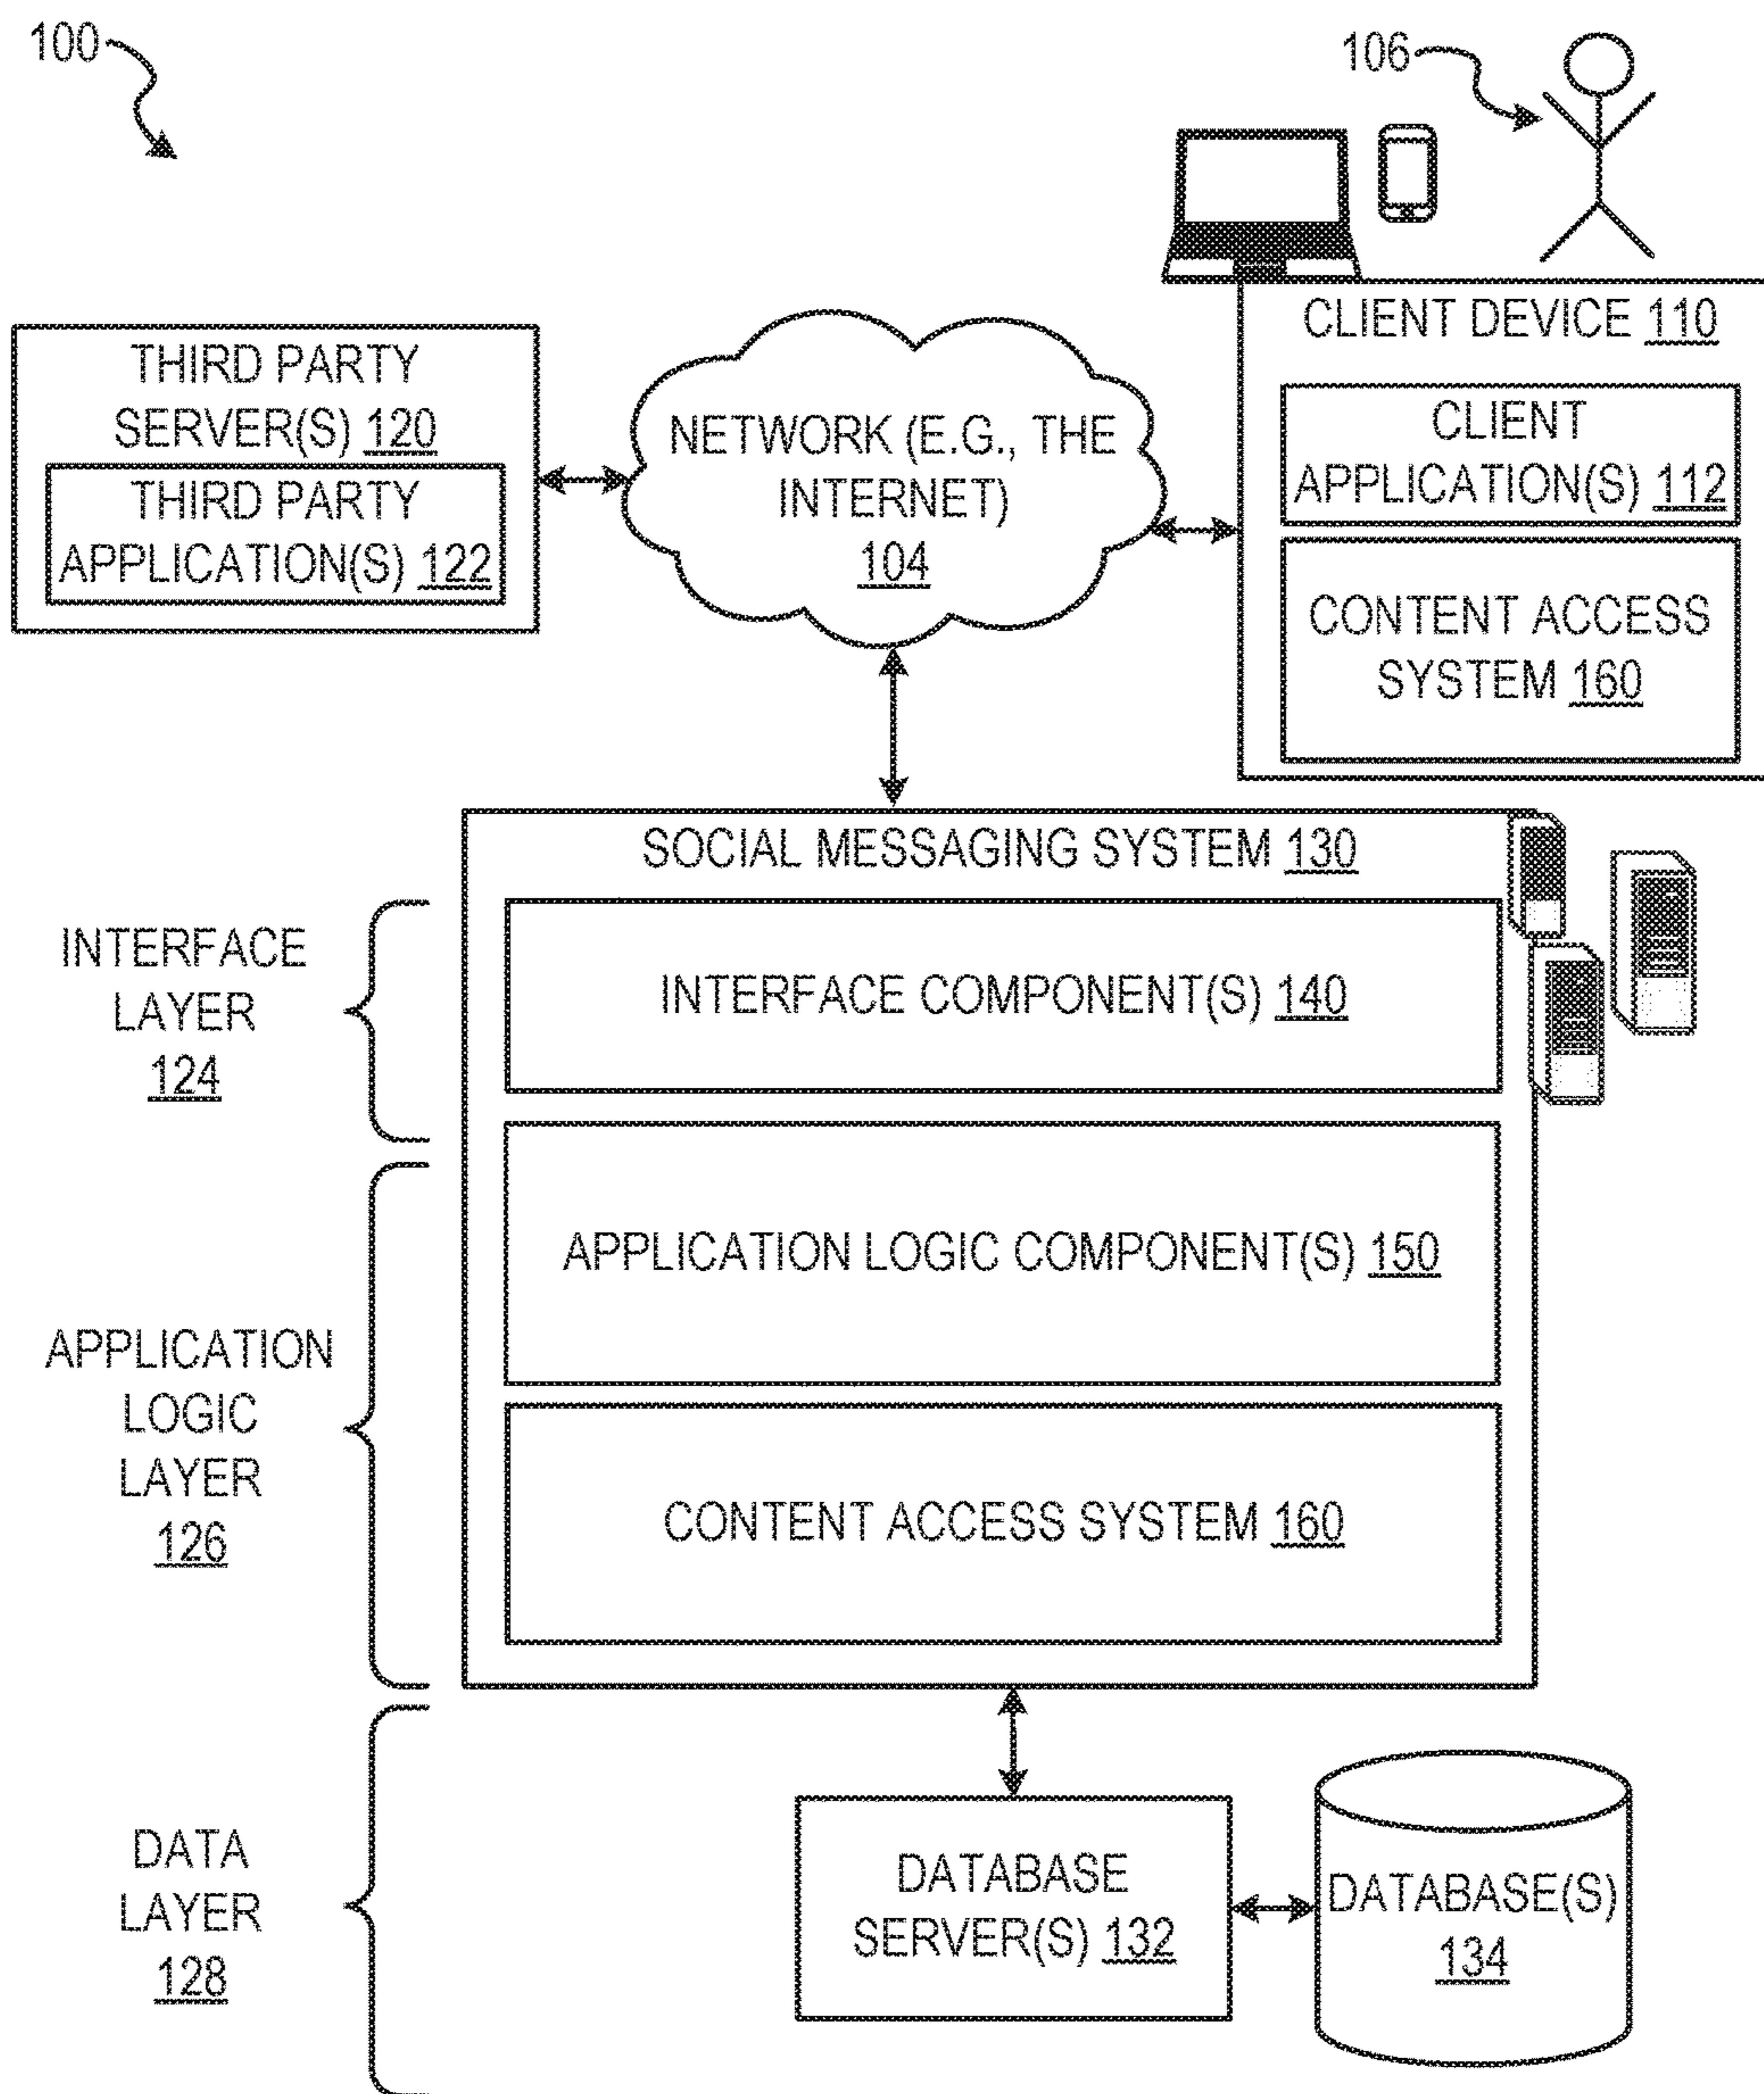 100
106
CLIENT DEVICE 110
CLIENT
APPLICATION(S) 112
CONTENT ACCESS
SYSTEM 160
THIRD PARTY
SERVER(S) 120
THIRD PARTY
APPLICATION(S) 122
NETWORK (E.G., THE
INTERNET)
104
SOCIAL MESSAGING SYSTEM 130
INTERFACE
LAYER
124
INTERFACE COMPONENT(S) 140
APPLICATION LOGIC COMPONENT(S) 150
APPLICATION
LOGIC
LAYER
126
CONTENT ACCESS SYSTEM 160
DATA
LAYER
128
DATABASE
SERVER(S) 132
DATABASE(S)
134